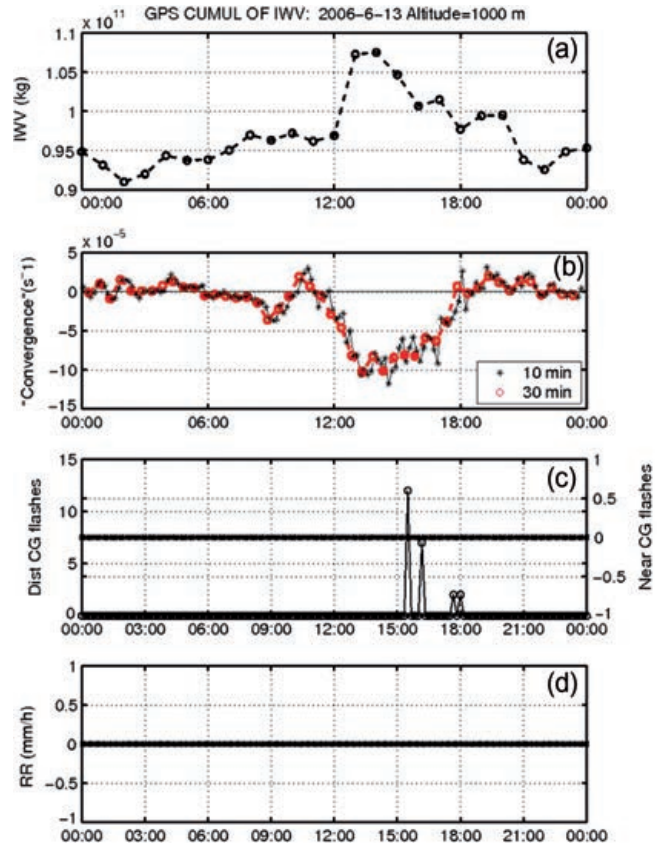 GPS CUMUL OF IWV: 2006-6-13 Altitude=1000 m
x 10^11
(a)
1.1
1.05
1
0.95
0.9
IWV (kg)
00:00 06:00 12:00 18:00 00:00
x 10^-5
(b)
5
0
-5
-10
-15
"Convergence"(s^-1)
10 min
30 min
00:00 06:00 12:00 18:00 00:00
(c)
15
10
5
0
Dist CG flashes
1
0.5
0
-0.5
-1
Near CG flashes
00:00 03:00 06:00 09:00 12:00 15:00 18:00 21:00 00:00
(d)
1
0.5
0
-0.5
-1
RR (mm/h)
00:00 03:00 06:00 09:00 12:00 15:00 18:00 21:00 00:00